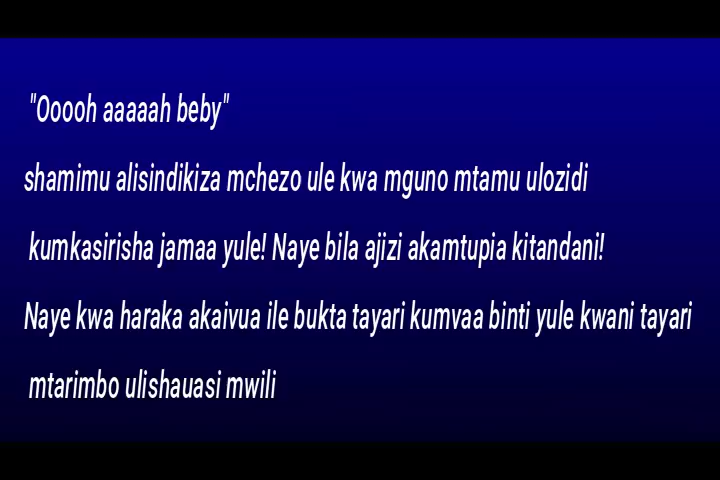 "Ooooh aaaaah beby"
shamimu alisindikiza mchezo ule kwa mguno mtamu ulozidi
kumkasirisha jamaa yule! Naye bila ajizi akamtupia kitandani!
Naye kwa haraka akaivua ile bukta tayari kumvaa binti yule kwani tayari
mtarimbo ulishauasi mwili